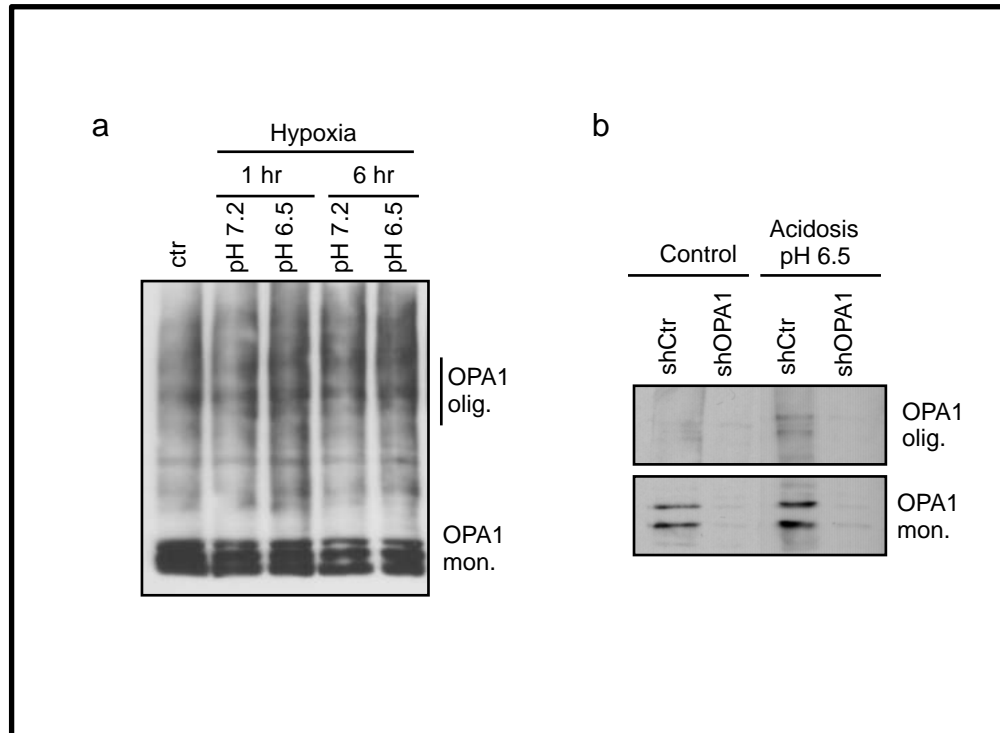 a
Hypoxia
1 hr
6 hr
ctr
pH 7.2
pH 6.5
pH 7.2
pH 6.5
OPA1
olig.
OPA1
mon.
b
Control
Acidosis
pH 6.5
shCtr
shOPA1
shCtr
shOPA1
OPA1
olig.
OPA1
mon.